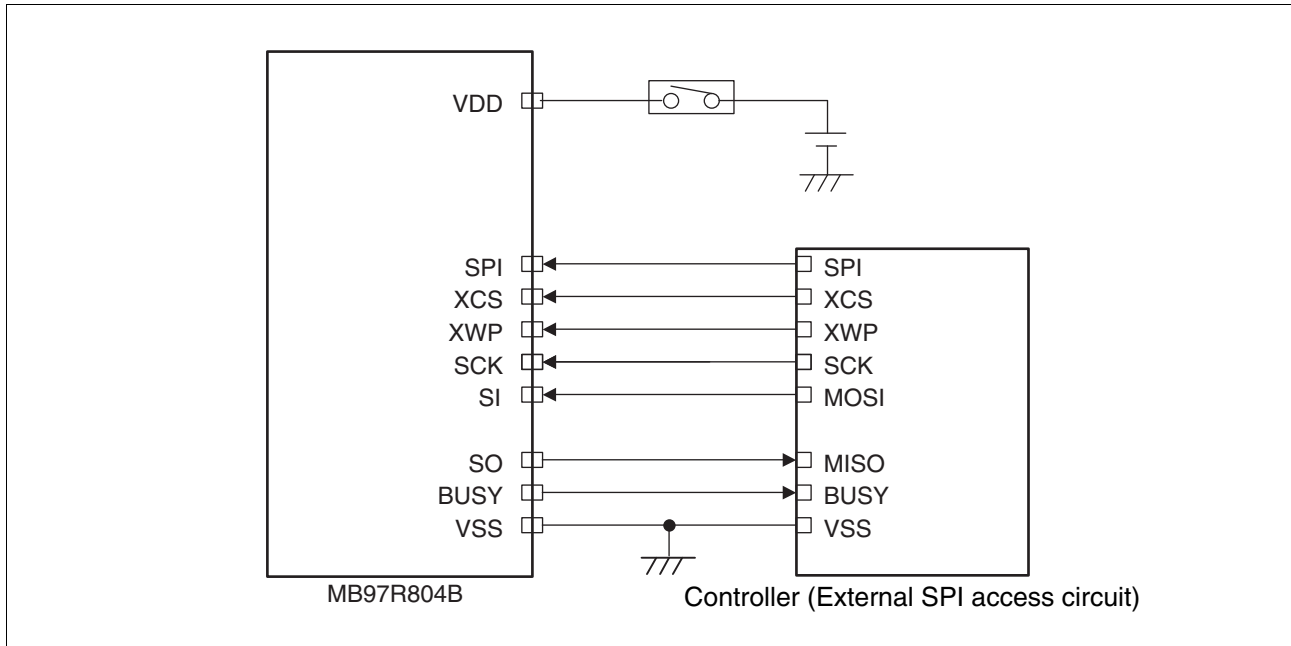 VDD
SPI
XCS
XWP
SCK
SI
SO
BUSY
VSS
MB97R804B
SPI
XCS
XWP
SCK
MOSI
MISO
BUSY
VSS
Controller (External SPI access circuit)